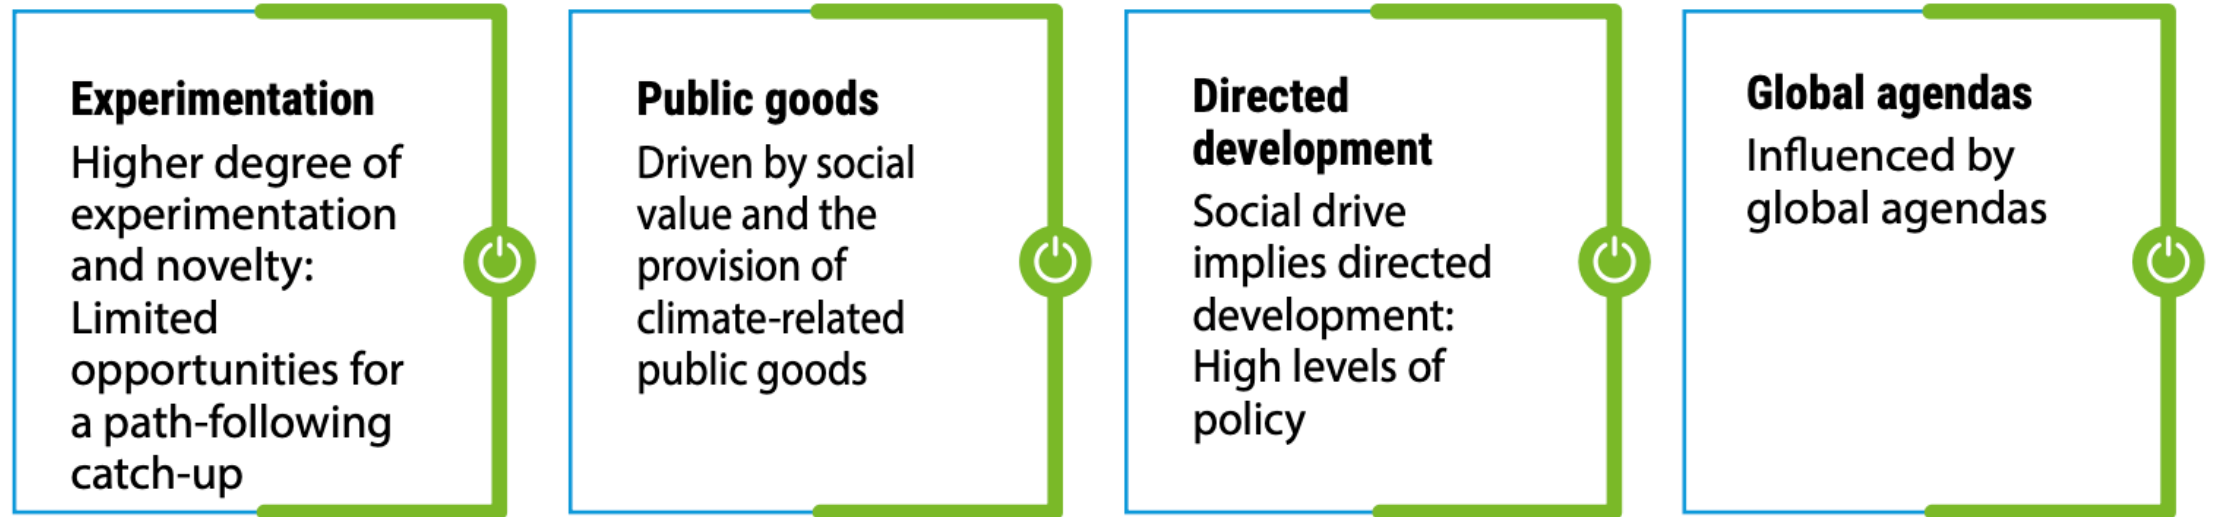 Experimentation
Higher degree of
experimentation
and novelty:
Limited
opportunities for
a path-following
catch-up
Public goods
Driven by social
value and the
provision of
climate-related
public goods
Directed
development
Social drive
implies directed
development:
High levels of
policy
Global agendas
Influenced by
global agendas